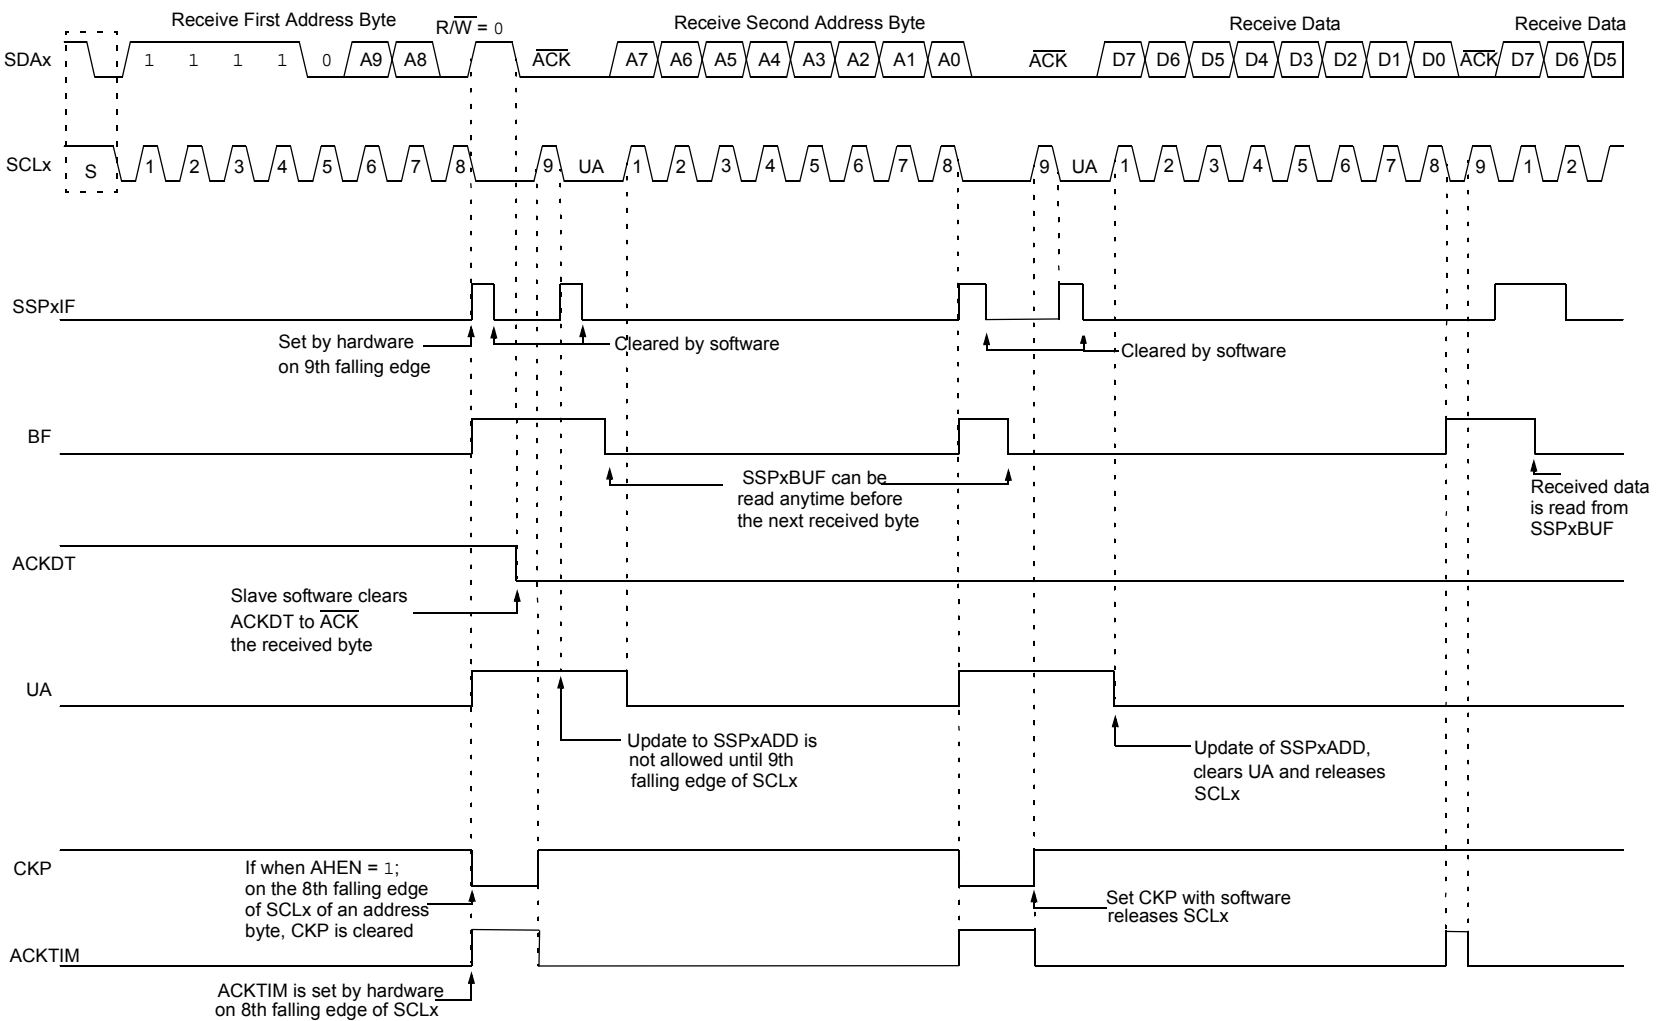 Receive First Address Byte
R/W = 0
Receive Second Address Byte
Receive Data
Receive Data
SDAx
1 1 1 1 0 A9 A8
ACK
A7 A6 A5 A4 A3 A2 A1 A0
ACK
D7 D6 D5 D4 D3 D2 D1 D0
ACK
D7 D6 D5
SCLx
S
1 2 3 4 5 6 7 8 9 UA 1 2 3 4 5 6 7 8 9 UA 1 2 3 4 5 6 7 8 9 1 2
SSPxIF
Set by hardware
on 9th falling edge
Cleared by software
Cleared by software
BF
SSPxBUF can be
read anytime before
the next received byte
Received data
is read from
SSPxBUF
ACKDT
Slave software clears
ACKDT to ACK
the received byte
UA
Update to SSPxADD is
not allowed until 9th
falling edge of SCLx
Update of SSPxADD,
clears UA and releases
SCLx
CKP
If when AHEN = 1;
on the 8th falling edge
of SCLx of an address
byte, CKP is cleared
Set CKP with software
releases SCLx
ACKTIM
ACKTIM is set by hardware
on 8th falling edge of SCLx